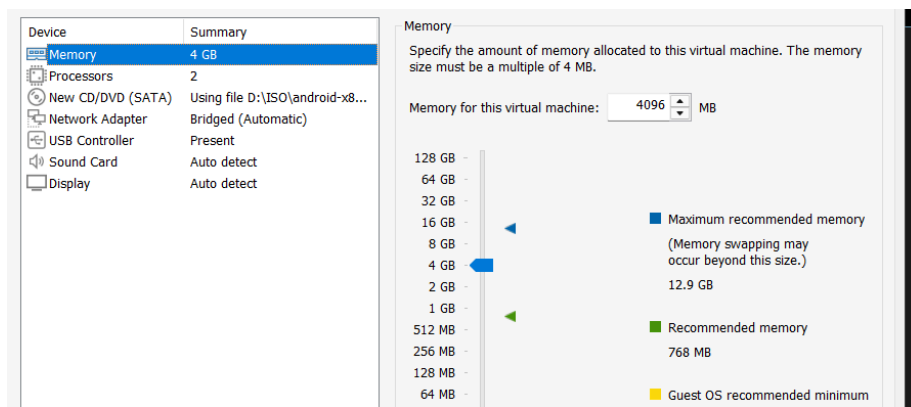 Device Summary
Memory 4 GB
Processors 2
New CD/DVD (SATA) Using file D:\ISO\android-x8...
Network Adapter Bridged (Automatic)
USB Controller Present
Sound Card Auto detect
Display Auto detect
Memory
Specify the amount of memory allocated to this virtual machine. The memory
size must be a multiple of 4 MB.
Memory for this virtual machine: 4096 MB
128 GB
64 GB
32 GB
16 GB
8 GB
4 GB
2 GB
1 GB
512 MB
256 MB
128 MB
64 MB
Maximum recommended memory
(Memory swapping may
occur beyond this size.)
12.9 GB
Recommended memory
768 MB
Guest OS recommended minimum